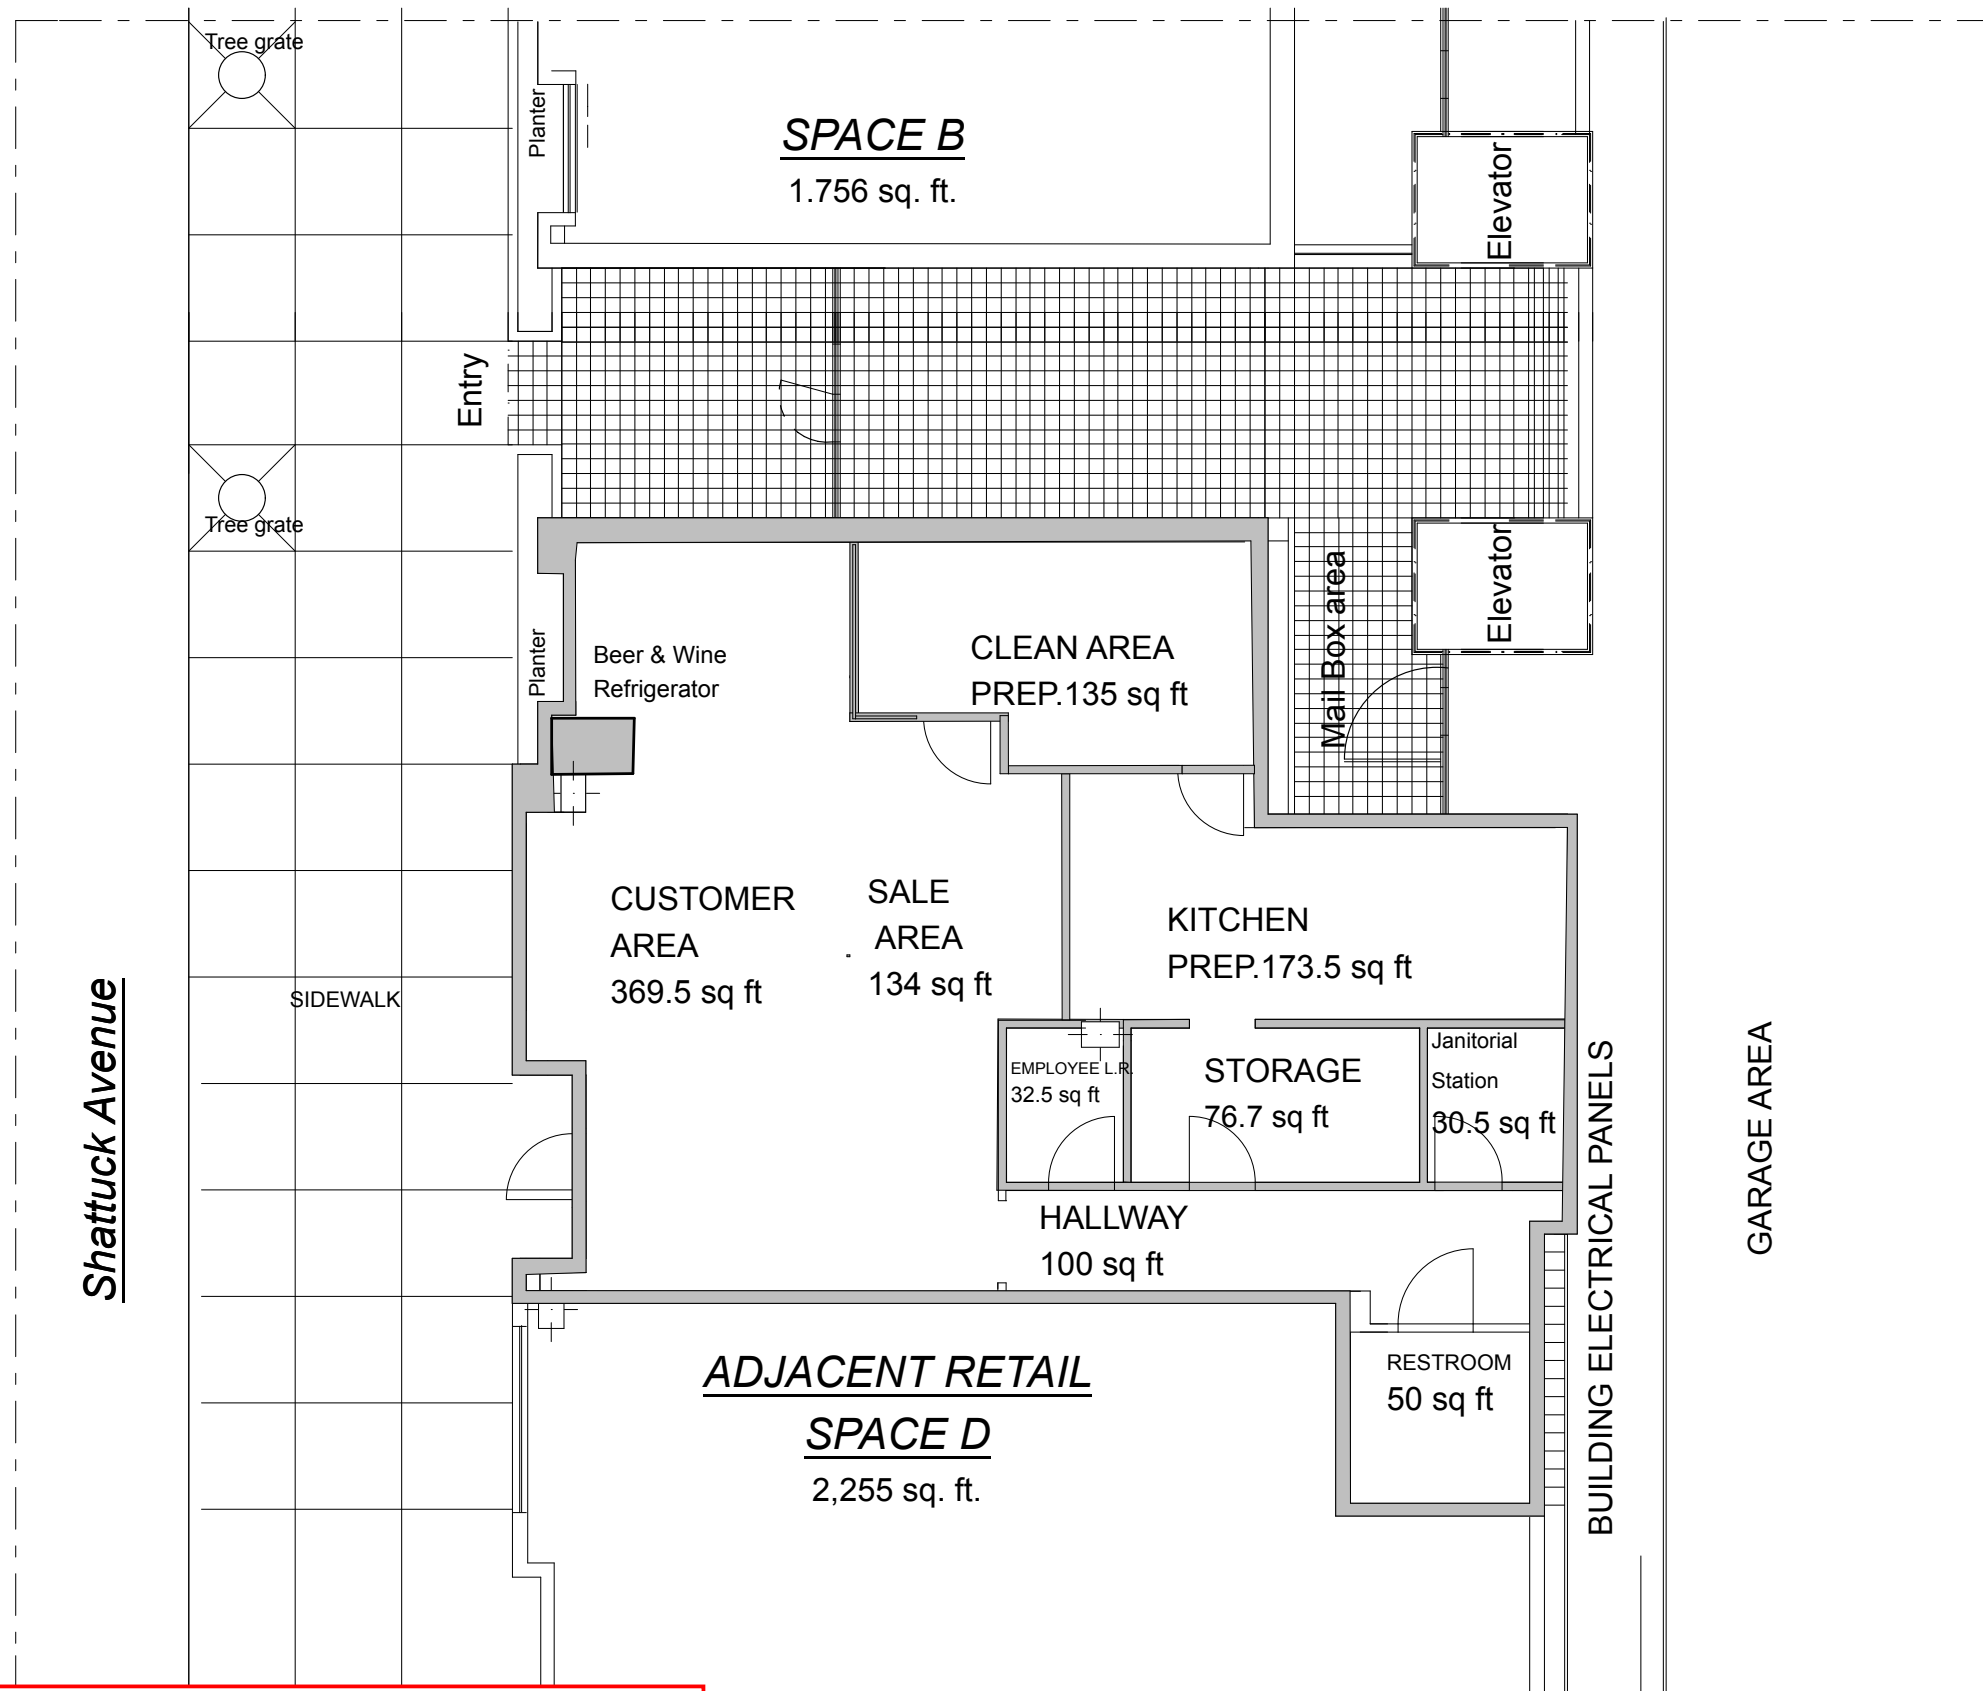 Tree grate
Planter
SPACE B
1.756 sq. ft.
Elevator
Entry
Tree grate
Planter
Beer & Wine
Refrigerator
CLEAN AREA
PREP.135 sq ft
Mail Box area
Elevator
CUSTOMER
AREA
369.5 sq ft
SALE
AREA
134 sq ft
KITCHEN
PREP.173.5 sq ft
Shattuck Avenue
SIDEWALK
EMPLOYEE L.R.
32.5 sq ft
STORAGE
76.7 sq ft
Janitorial
Station
30.5 sq ft
HALLWAY
100 sq ft
BUILDING ELECTRICAL PANELS
GARAGE AREA
RESTROOM
50 sq ft
ADJACENT RETAIL
SPACE D
2,255 sq. ft.